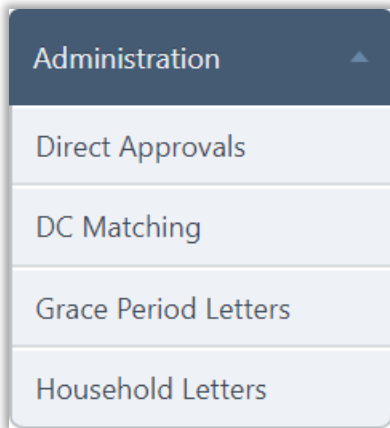 Administration
Direct Approvals
DC Matching
Grace Period Letters
Household Letters